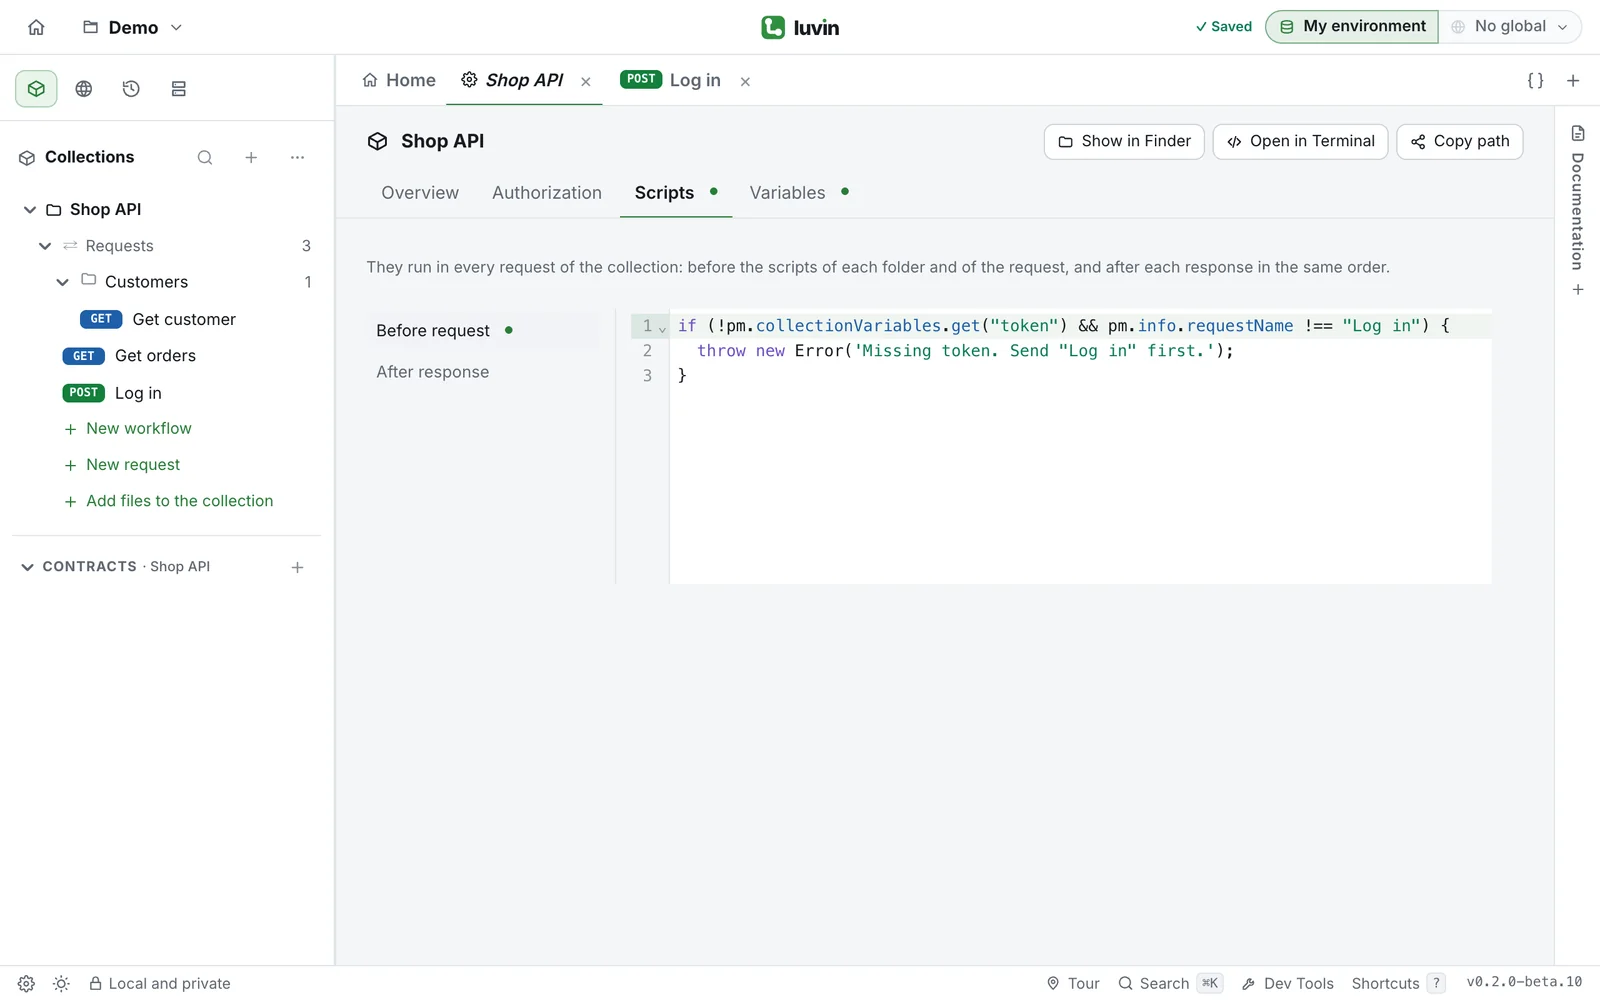 Demo
luvin
Saved
My environment
No global
Home
Shop API
POST Log in
{ }
Collections
Shop API
Requests 3
Customers 1
GET Get customer
GET Get orders
POST Log in
New workflow
New request
Add files to the collection
CONTRACTS · Shop API
Shop API
Show in Finder
Open in Terminal
Copy path
Overview
Authorization
Scripts
Variables
They run in every request of the collection: before the scripts of each folder and of the request, and after each response in the same order.
Before request
After response
1 if (!pm.collectionVariables.get("token") && pm.info.requestName !== "Log in") {
2 throw new Error('Missing token. Send "Log in" first.');
3 }
Documentation
Local and private
Tour
Search ⌘K
Dev Tools
Shortcuts ?
v0.2.0-beta.10